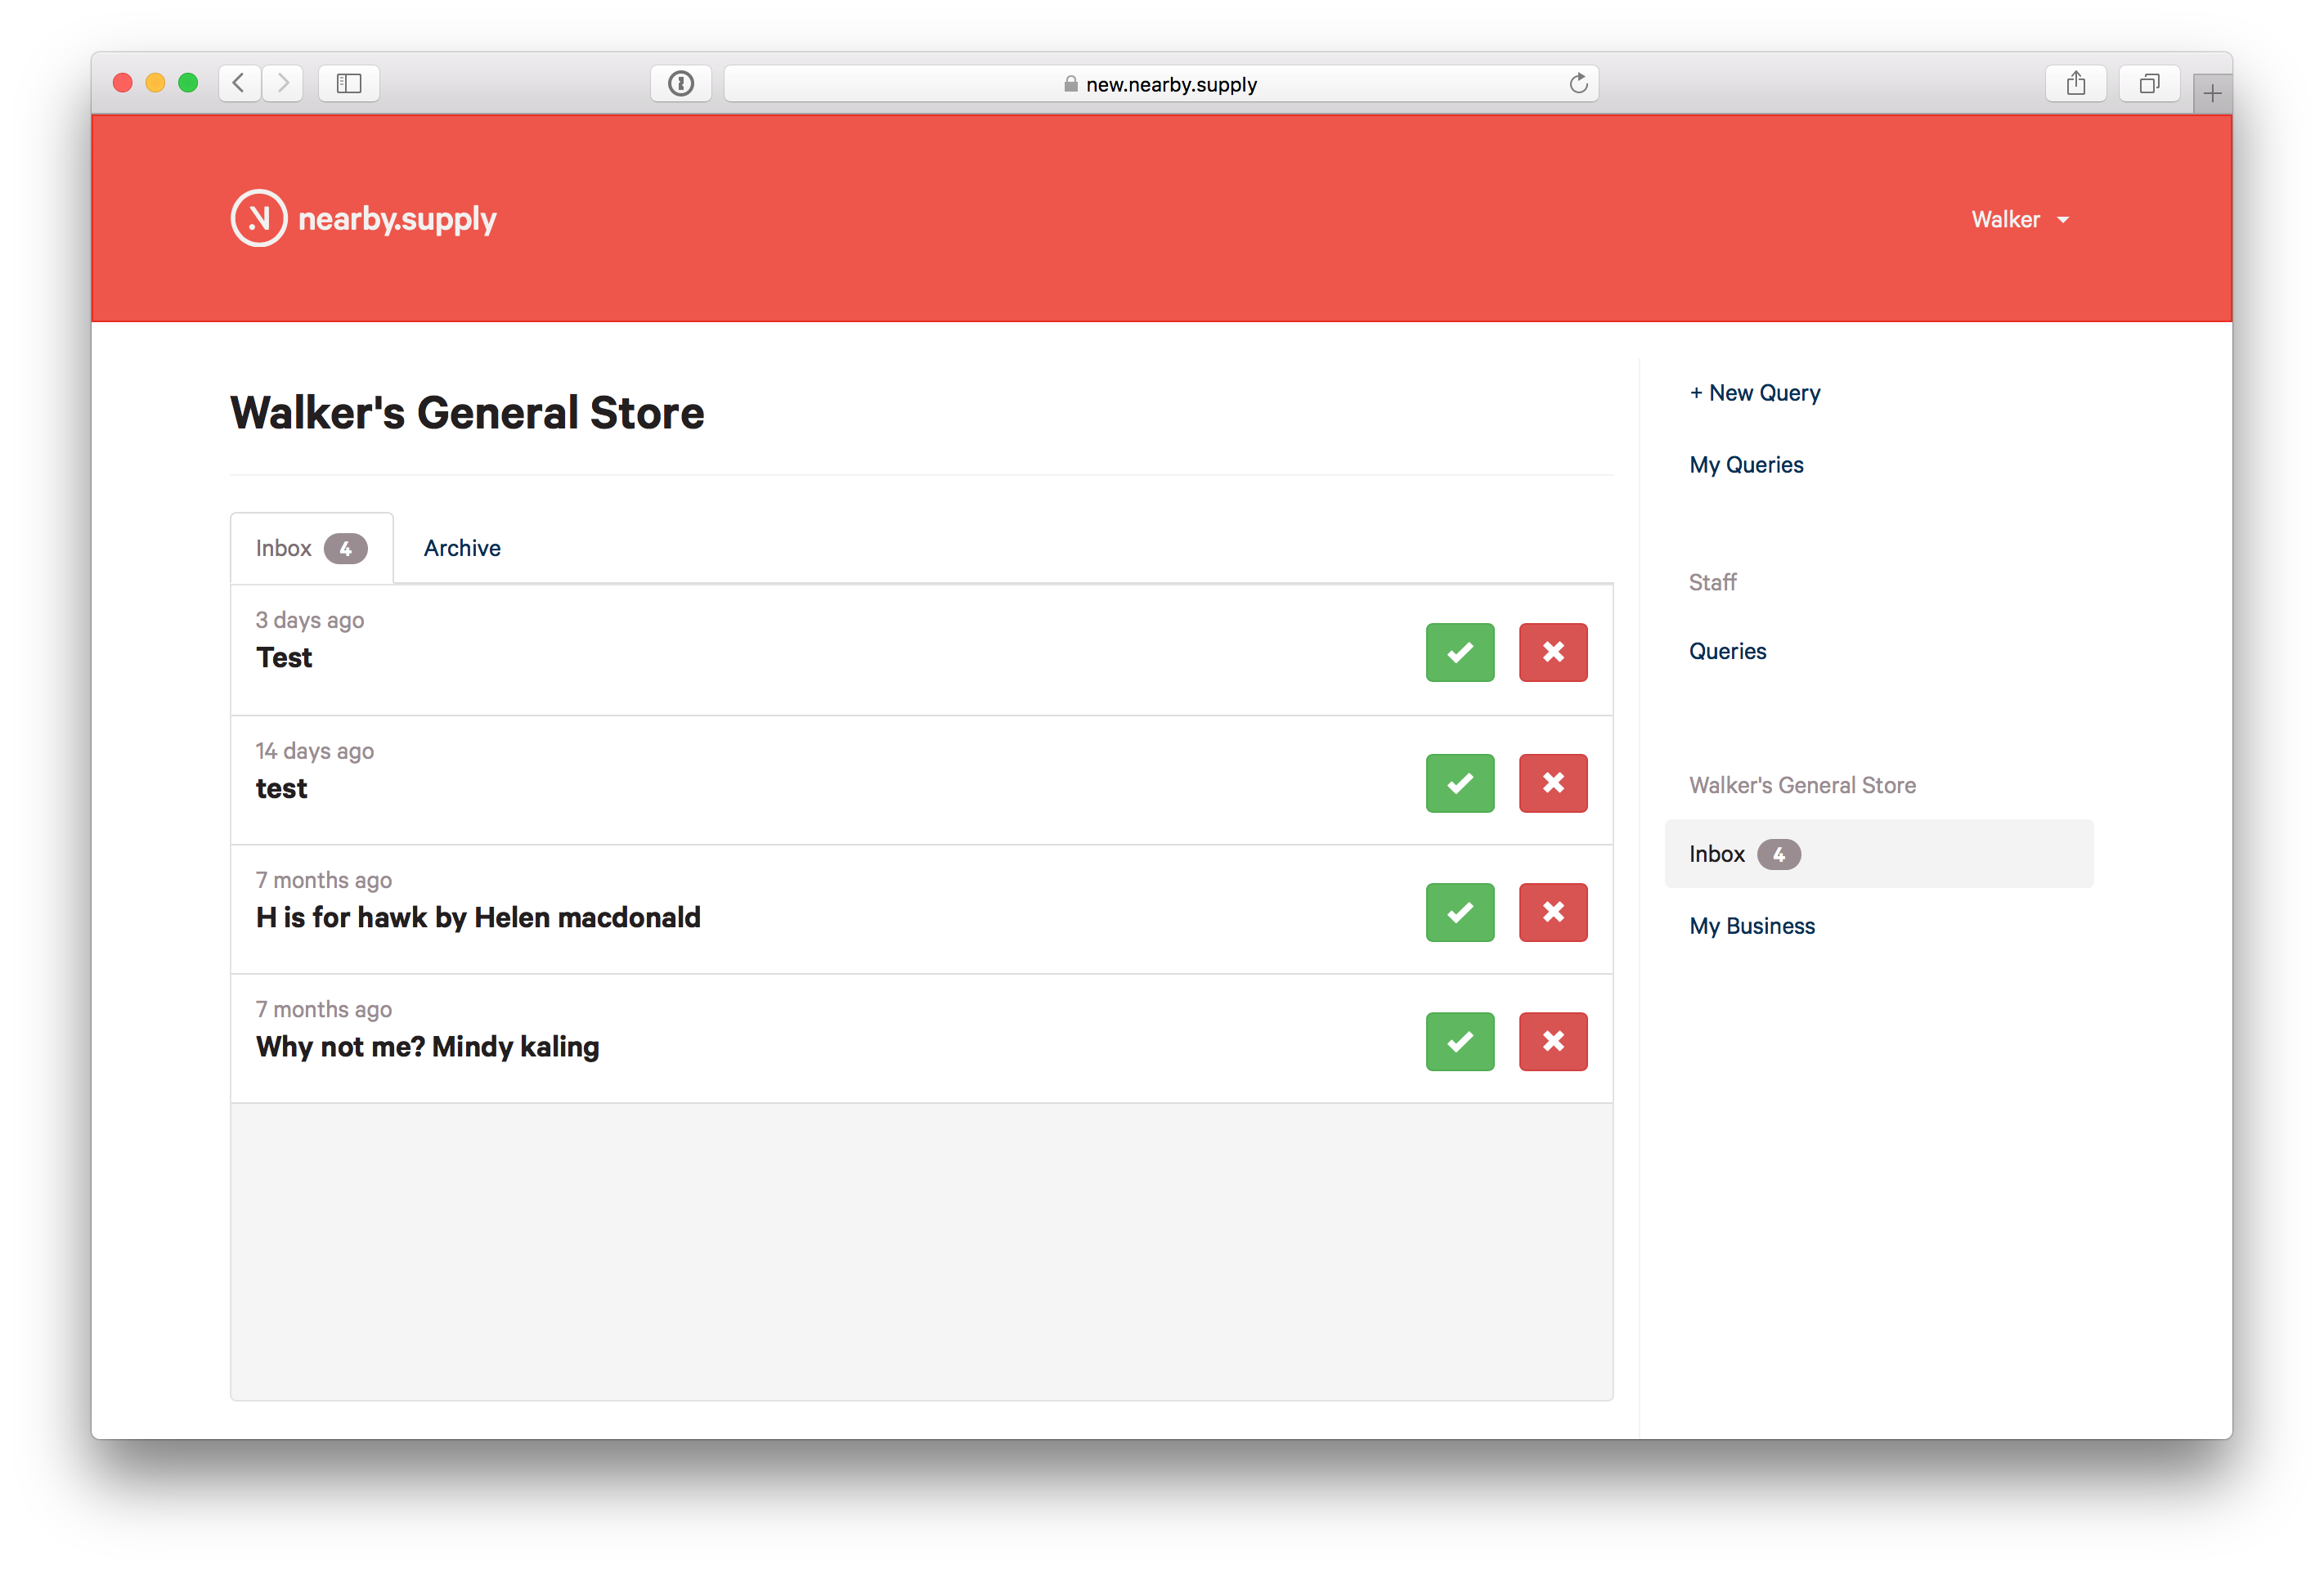 new.nearby.supply
nearby.supply
Walker
Walker's General Store
Inbox 4
Archive
3 days ago
Test
14 days ago
test
7 months ago
H is for hawk by Helen macdonald
7 months ago
Why not me? Mindy kaling
+ New Query
My Queries
Staff
Queries
Walker's General Store
Inbox 4
My Business